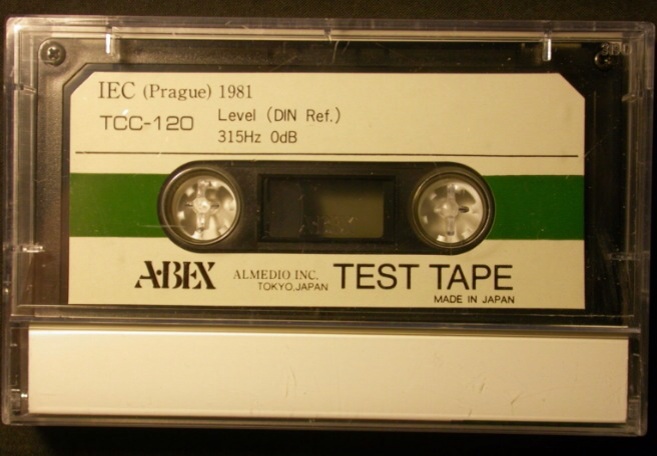 IEC (Prague) 1981
TCC-120 Level (DIN Ref.)
315Hz 0dB
A·BEX ALMEDIO INC. TEST TAPE
TOKYO,JAPAN
MADE IN JAPAN